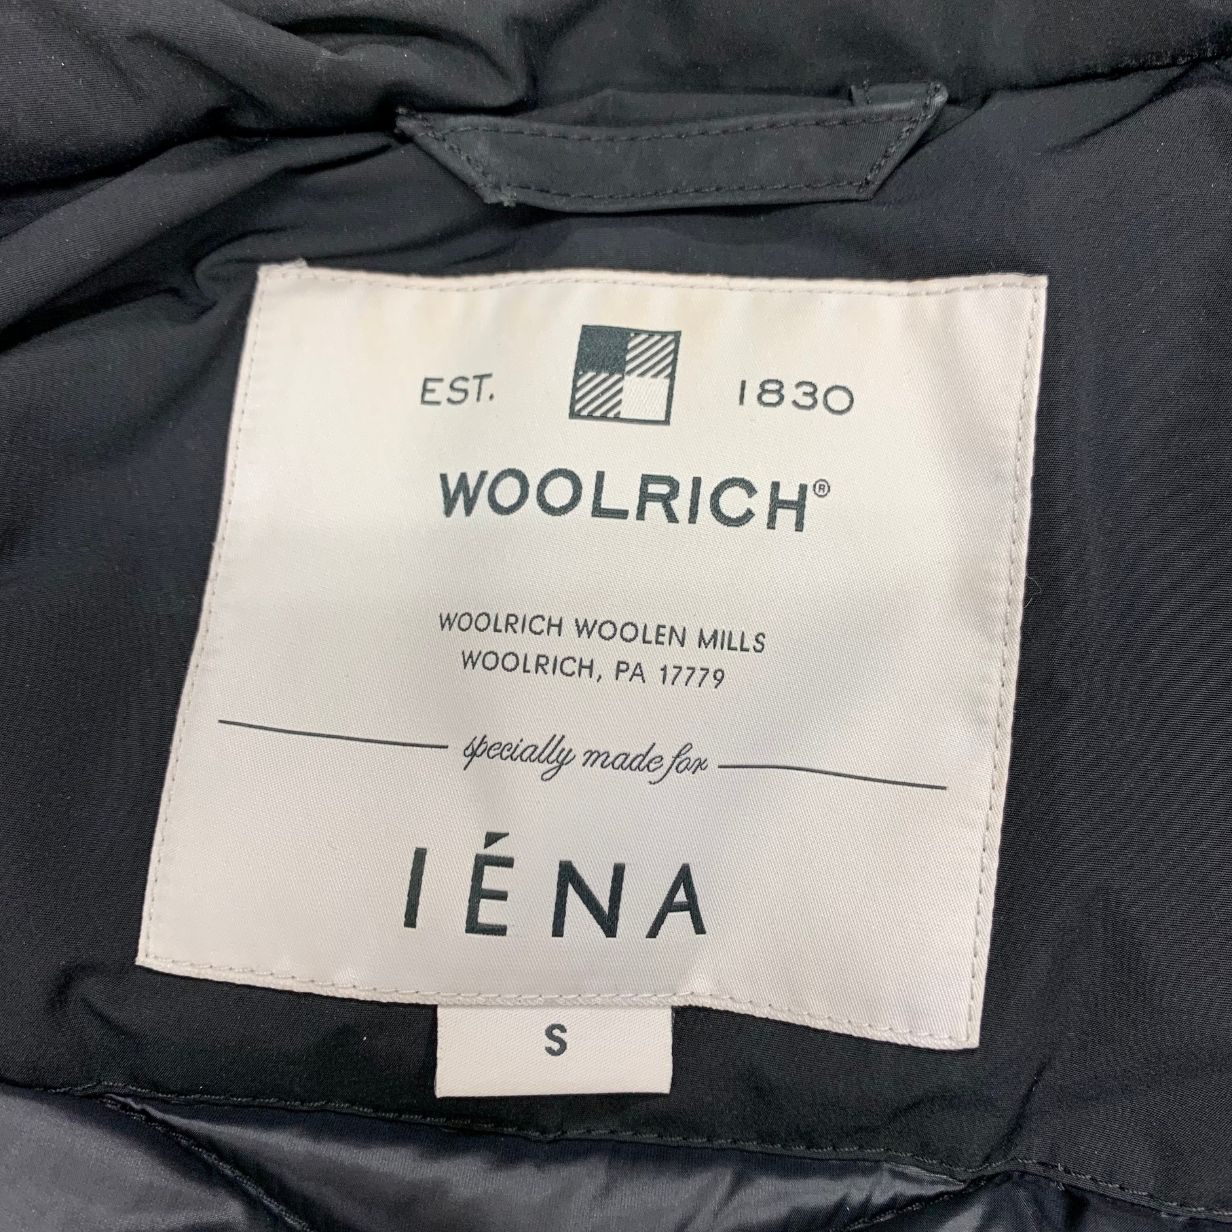 EST. 1830
WOOLRICH®
WOOLRICH WOOLEN MILLS
WOOLRICH, PA 17779
specially made for
IÉNA
S